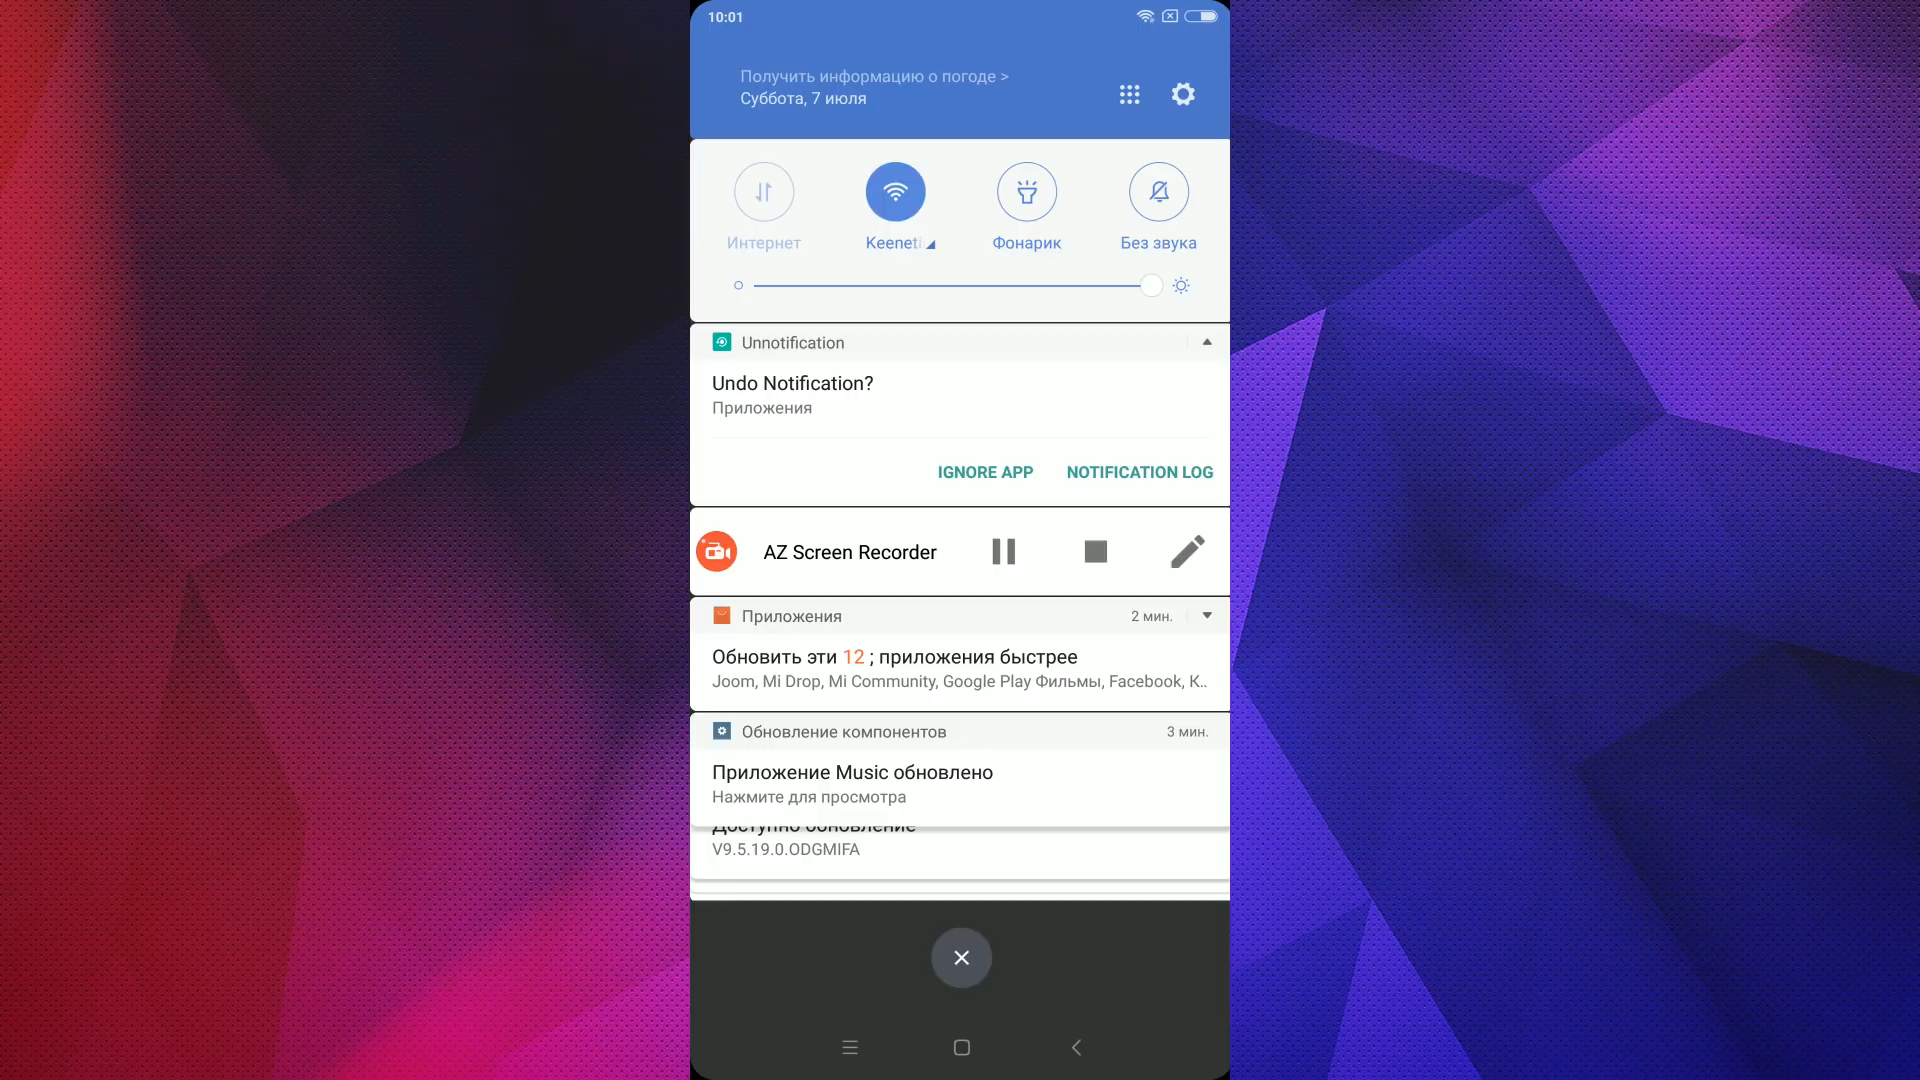 10:01
Получить информацию о погоде >
Суббота, 7 июля
Интернет
Keeneti
Фонарик
Без звука
Unnotification
Undo Notification?
Приложения
IGNORE APP
NOTIFICATION LOG
AZ Screen Recorder
Приложения
2 мин.
Обновить эти 12 ; приложения быстрее
Joom, Mi Drop, Mi Community, Google Play Фильмы, Facebook, К..
Обновление компонентов
3 мин.
Приложение Music обновлено
Нажмите для просмотра
Доступно обновление
V9.5.19.0.ODGMIFA